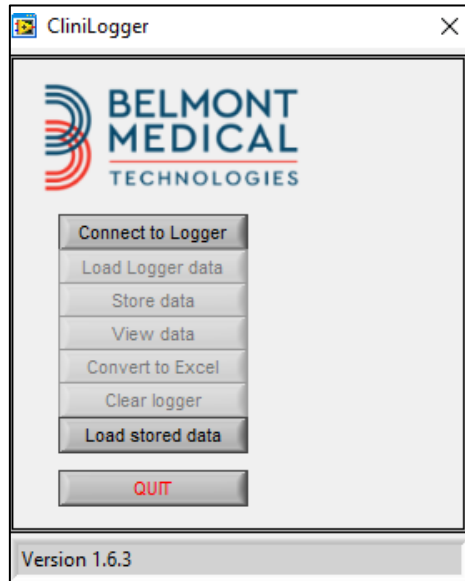 CliniLogger
BELMONT
MEDICAL
TECHNOLOGIES
Connect to Logger
Load Logger data
Store data
View data
Convert to Excel
Clear logger
Load stored data
QUIT
Version 1.6.3